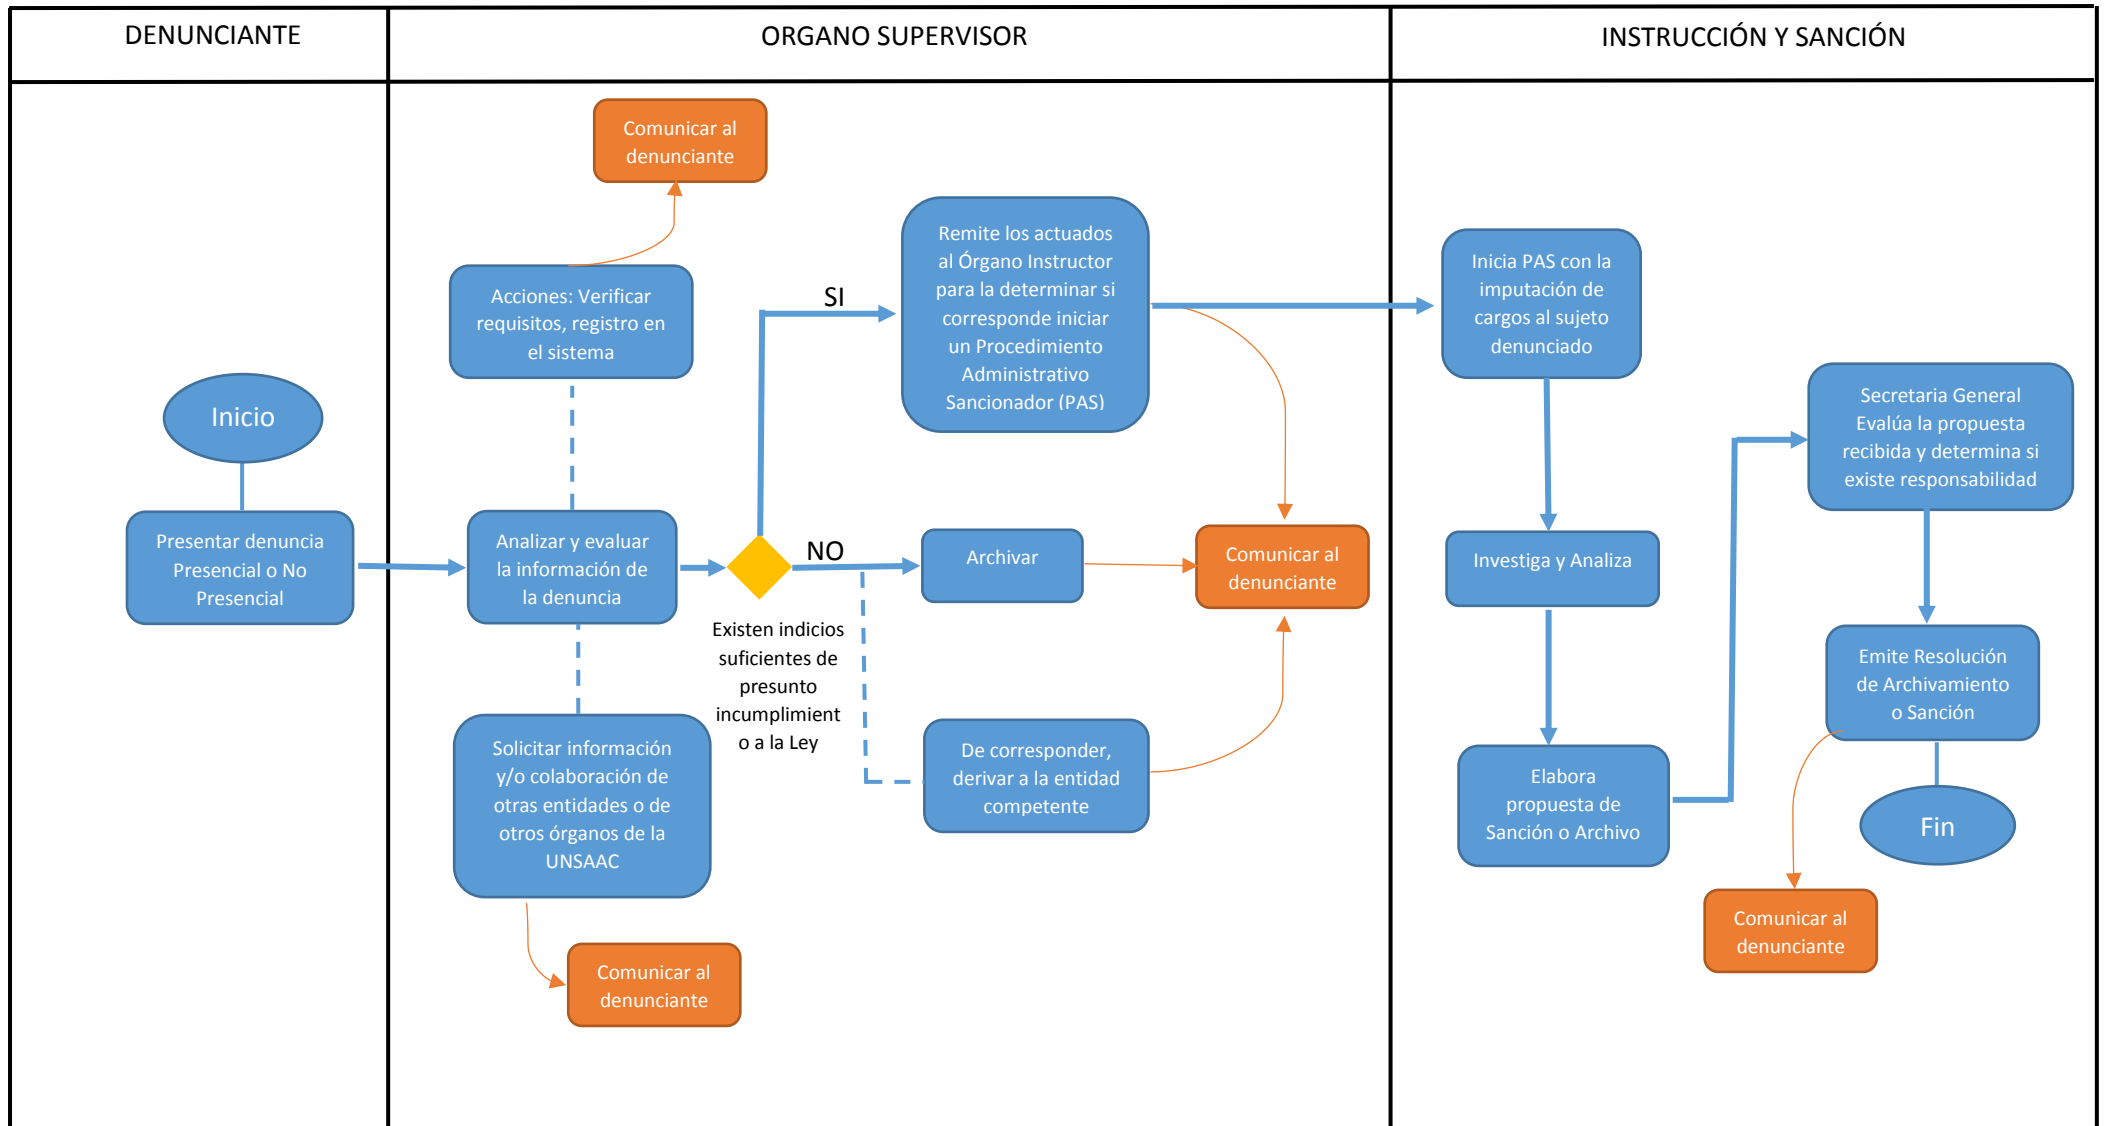 DENUNCIANTE
ORGANO SUPERVISOR
INSTRUCCIÓN Y SANCIÓN
Inicio
Presentar denuncia
Presencial o No
Presencial
Comunicar al
denunciante
Acciones: Verificar
requisitos, registro en
el sistema
Analizar y evaluar
la información de
la denuncia
Solicitar información
y/o colaboración de
otras entidades o de
otros órganos de la
UNSAAC
Comunicar al
denunciante
Existen indicios
suficientes de
presunto
incumplimient
o a la Ley
SI
Remite los actuados
al Órgano Instructor
para la determinar si
corresponde iniciar
un Procedimiento
Administrativo
Sancionador (PAS)
NO
Archivar
De corresponder,
derivar a la entidad
competente
Comunicar al
denunciante
Inicia PAS con la
imputación de
cargos al sujeto
denunciado
Investiga y Analiza
Elabora
propuesta de
Sanción o Archivo
Secretaria General
Evalúa la propuesta
recibida y determina si
existe responsabilidad
Emite Resolución
de Archivamiento
o Sanción
Fin
Comunicar al
denunciante